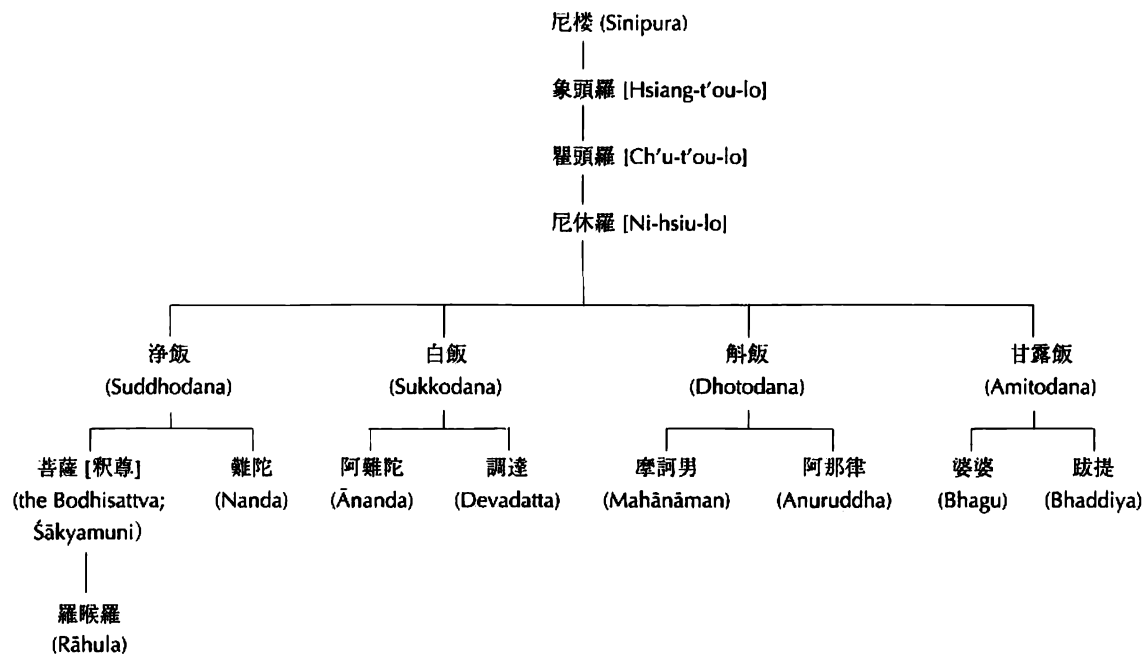 尼楼 (Sīnipura)
象頭羅 [Hsiang-t'ou-lo]
瞿頭羅 [Ch'u-t'ou-lo]
尼休羅 [Ni-hsiu-lo]
浄飯 白飯 斛飯 甘露飯
(Suddhodana) (Sukkodana) (Dhotodana) (Amitodana)
菩薩 [釈尊] 難陀 阿難陀 調達 摩訶男 阿那律 婆婆 跋提
(the Bodhisattva; (Nanda) (Ānanda) (Devadatta) (Mahānāman) (Anuruddha) (Bhagu) (Bhaddiya)
Śākyamuni)
羅睺羅
(Rāhula)